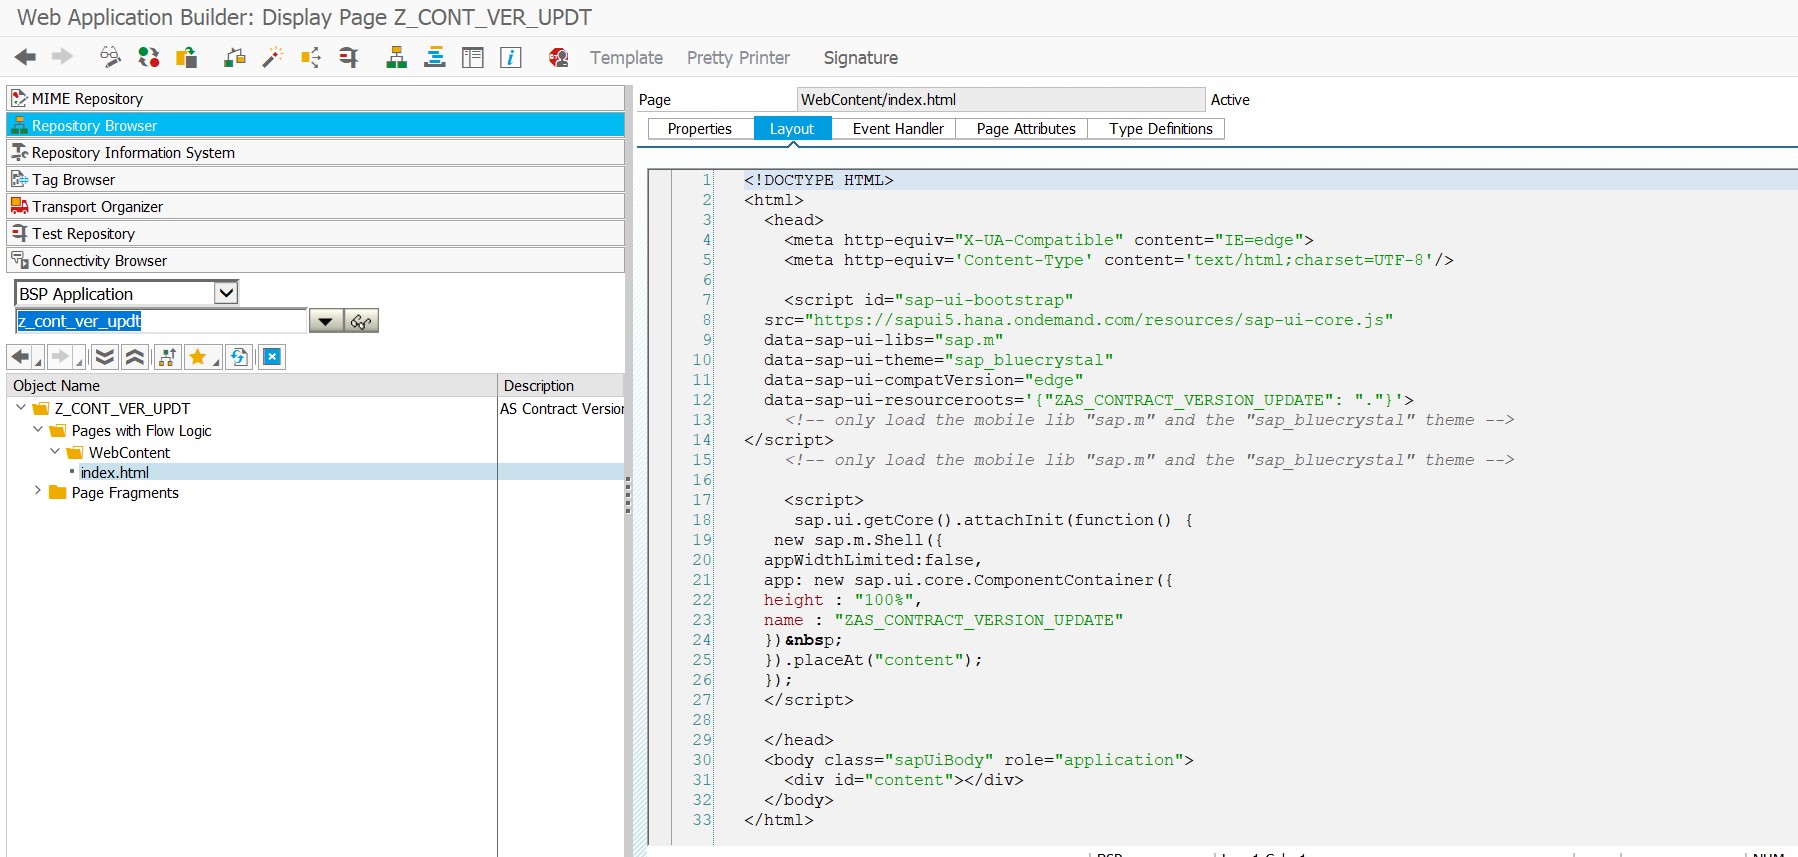 Web Application Builder: Display Page Z_CONT_VER_UPDT
Template Pretty Printer Signature
MIME Repository
Repository Browser
Repository Information System
Tag Browser
Transport Organizer
Test Repository
Connectivity Browser
BSP Application
z_cont_ver_updt
Object Name Description
Z_CONT_VER_UPDT AS Contract Version
Pages with Flow Logic
WebContent
index.html
Page Fragments
Page WebContent/index.html Active
Properties Layout Event Handler Page Attributes Type Definitions
1 <!DOCTYPE HTML>
2 <html>
3 <head>
4 <meta http-equiv="X-UA-Compatible" content="IE=edge">
5 <meta http-equiv='Content-Type' content='text/html;charset=UTF-8'/>
6
7 <script id="sap-ui-bootstrap"
8 src="https://sapui5.hana.ondemand.com/resources/sap-ui-core.js"
9 data-sap-ui-libs="sap.m"
10 data-sap-ui-theme="sap_bluecrystal"
11 data-sap-ui-compatVersion="edge"
12 data-sap-ui-resourceroots='{"ZAS_CONTRACT_VERSION_UPDATE": "."}'>
13 <!-- only load the mobile lib "sap.m" and the "sap_bluecrystal" theme -->
14 </script>
15 <!-- only load the mobile lib "sap.m" and the "sap_bluecrystal" theme -->
16
17 <script>
18 sap.ui.getCore().attachInit(function() {
19 new sap.m.Shell({
20 appWidthLimited:false,
21 app: new sap.ui.core.ComponentContainer({
22 height : "100%",
23 name : "ZAS_CONTRACT_VERSION_UPDATE"
24 })&nbsp;
25 }).placeAt("content");
26 });
27 </script>
28
29 </head>
30 <body class="sapUiBody" role="application">
31 <div id="content"></div>
32 </body>
33 </html>